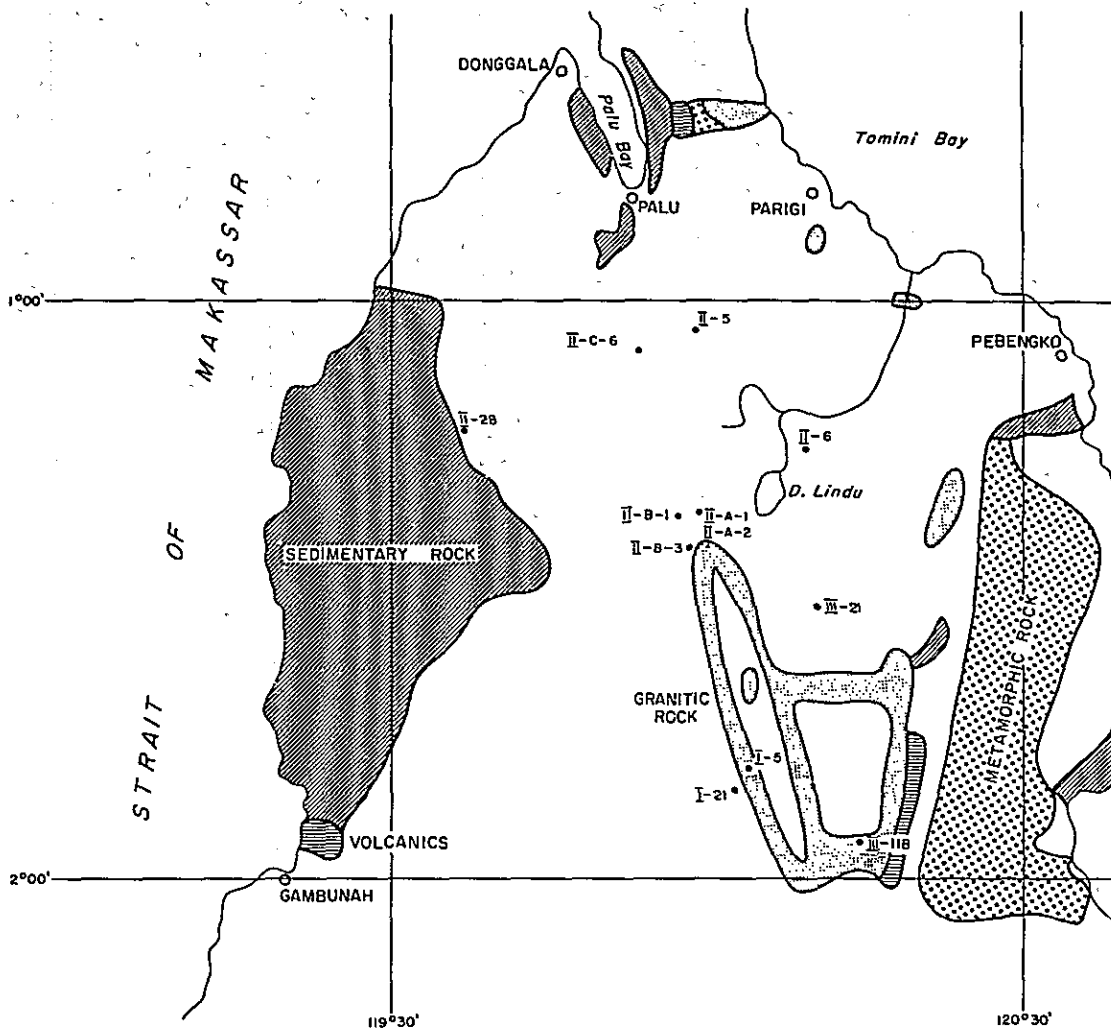 DONGGALA
Palu Bay
Tomini Bay
PALU
PARIGI
STRAIT OF MAKASSAR
1°00'
II-5
II-C-6
PEBENGKO
II-28
II-6
D. Lindu
II-B-1
II-A-1
II-A-2
II-B-3
SEDIMENTARY ROCK
III-21
METAMORPHIC ROCK
GRANITIC
ROCK
I-5
I-21
VOLCANICS
III-118
2°00'
GAMBUNAH
119°30'
120°30'